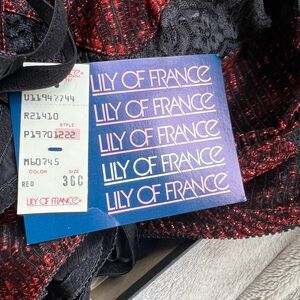 U11947744
R21410
STYLE
P19701222
M60745
COLOR SIZE
RED 36C
LILY OF FRANCE®
LILY OF FRANCE
LILY OF FRANCE
LILY OF FRANCE
LILY OF FRANCE
LILY OF FRANCE